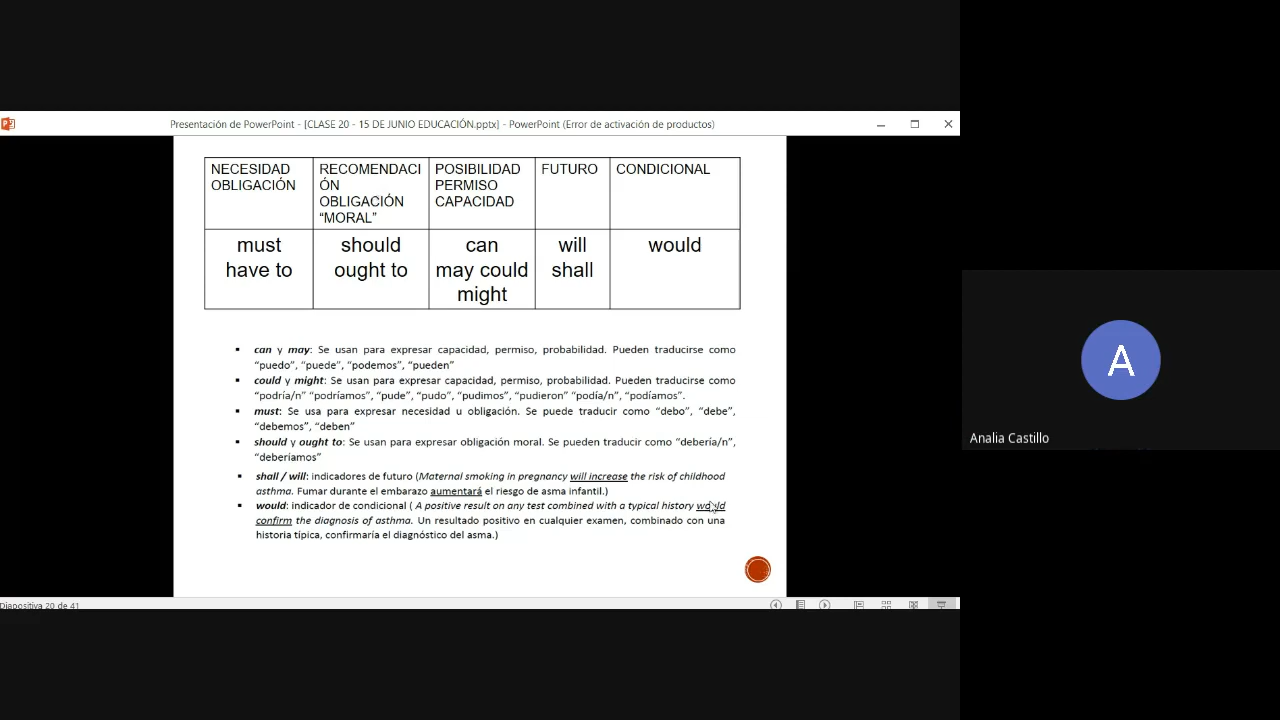 Presentación de PowerPoint - [CLASE 20 - 15 DE JUNIO EDUCACIÓN.pptx] - PowerPoint (Error de activación de productos)
NECESIDAD OBLIGACIÓN
RECOMENDACI
ÓN
OBLIGACIÓN
“MORAL”
POSIBILIDAD
PERMISO
CAPACIDAD
FUTURO
CONDICIONAL
must
have to
should
ought to
can
may could
might
will
shall
would
▪ can y may: Se usan para expresar capacidad, permiso, probabilidad. Pueden traducirse como
“puedo”, “puede”, “podemos”, “pueden”
▪ could y might: Se usan para expresar capacidad, permiso, probabilidad. Pueden traducirse como
“podría/n” “podríamos”, “pude”, “pudo”, “pudimos”, “pudieron” “podía/n”, “podíamos”.
▪ must: Se usa para expresar necesidad u obligación. Se puede traducir como “debo”, “debe”,
“debemos”, “deben”
▪ should y ought to: Se usan para expresar obligación moral. Se pueden traducir como “debería/n”,
“deberíamos”
▪ shall / will: indicadores de futuro (Maternal smoking in pregnancy will increase the risk of childhood
asthma. Fumar durante el embarazo aumentará el riesgo de asma infantil.)
▪ would: indicador de condicional ( A positive result on any test combined with a typical history would
confirm the diagnosis of asthma. Un resultado positivo en cualquier examen, combinado con una
historia típica, confirmaría el diagnóstico del asma.)
Diapositiva 20 de 41
A
Analia Castillo